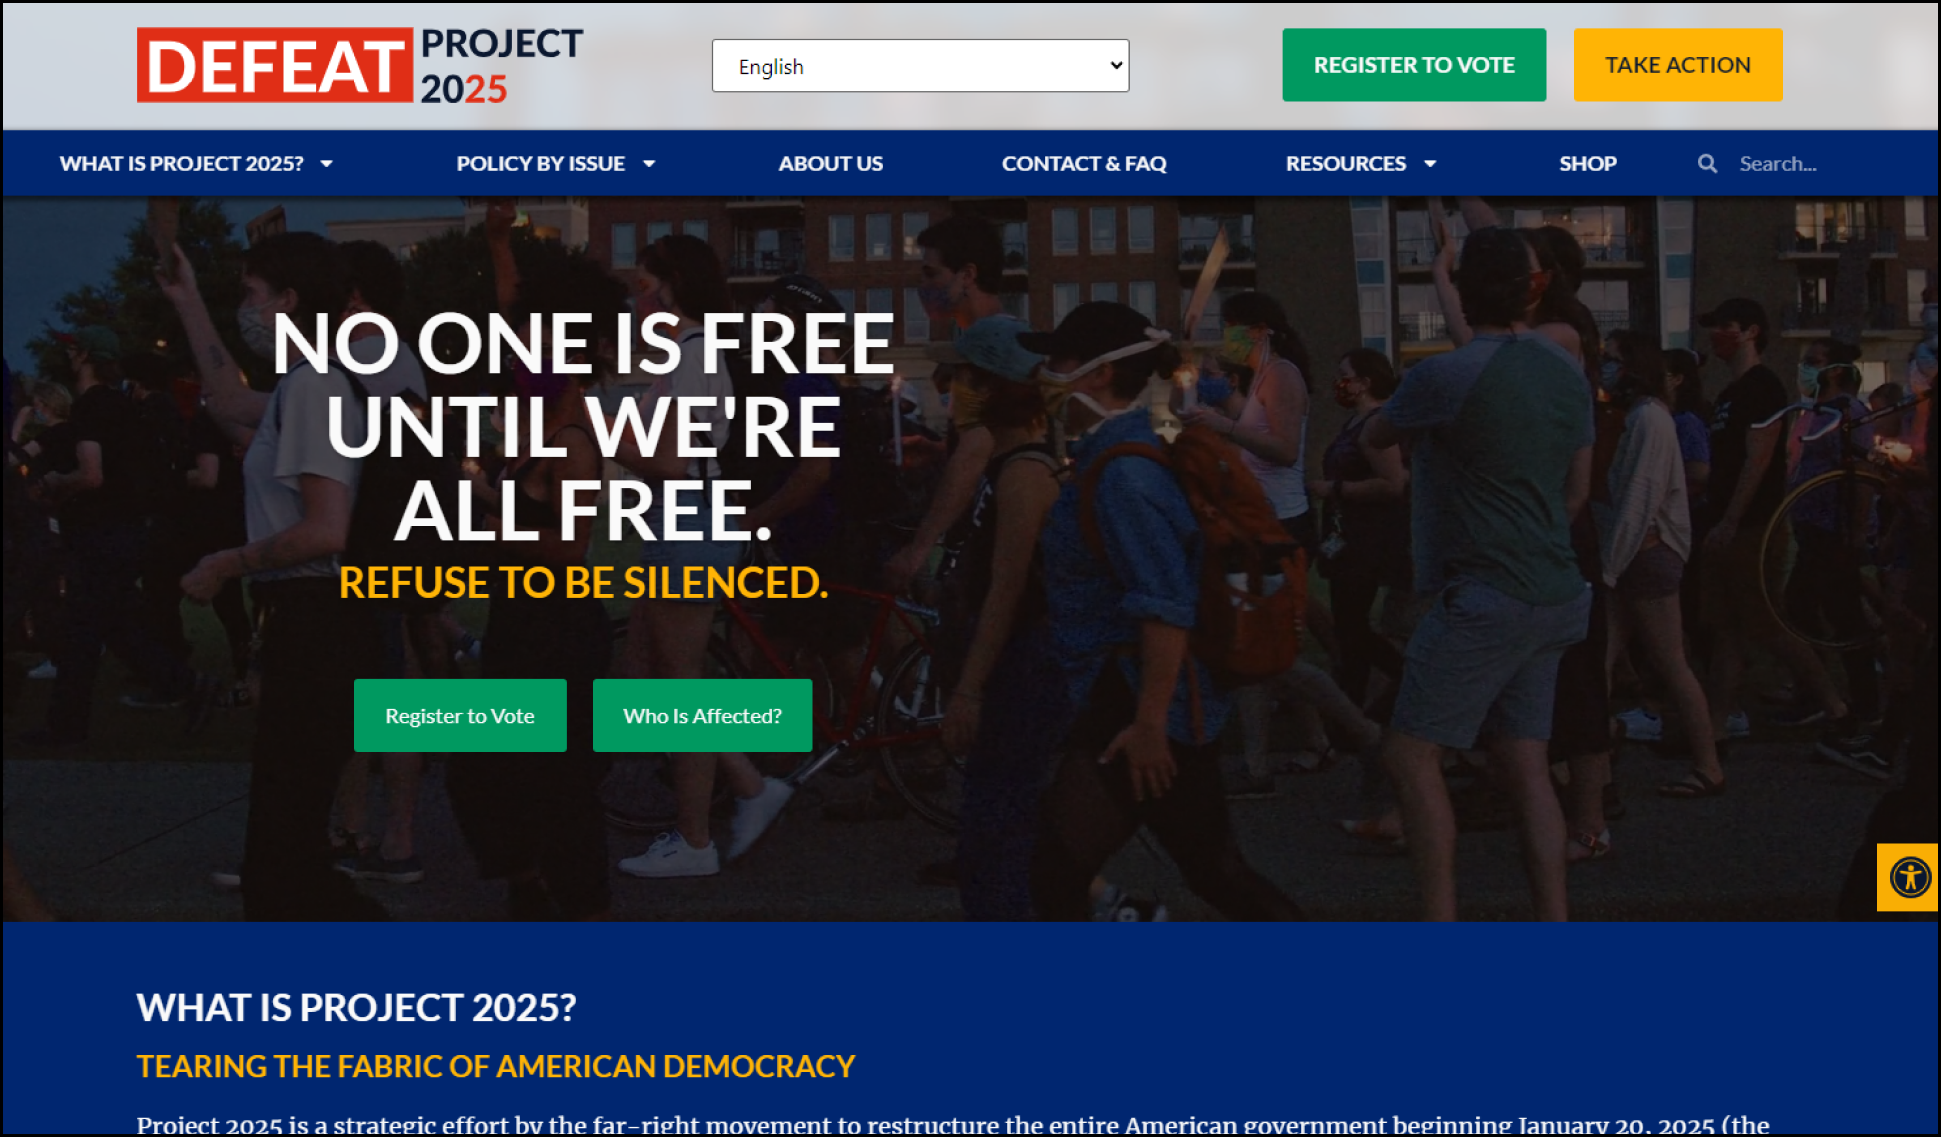 DEFEAT PROJECT
2025
English
REGISTER TO VOTE
TAKE ACTION
WHAT IS PROJECT 2025?
POLICY BY ISSUE
ABOUT US
CONTACT & FAQ
RESOURCES
SHOP
Search...
NO ONE IS FREE
UNTIL WE'RE
ALL FREE.
REFUSE TO BE SILENCED.
Register to Vote
Who Is Affected?
WHAT IS PROJECT 2025?
TEARING THE FABRIC OF AMERICAN DEMOCRACY
Project 2025 is a strategic effort by the far-right movement to restructure the entire American government beginning January 20, 2025 (the